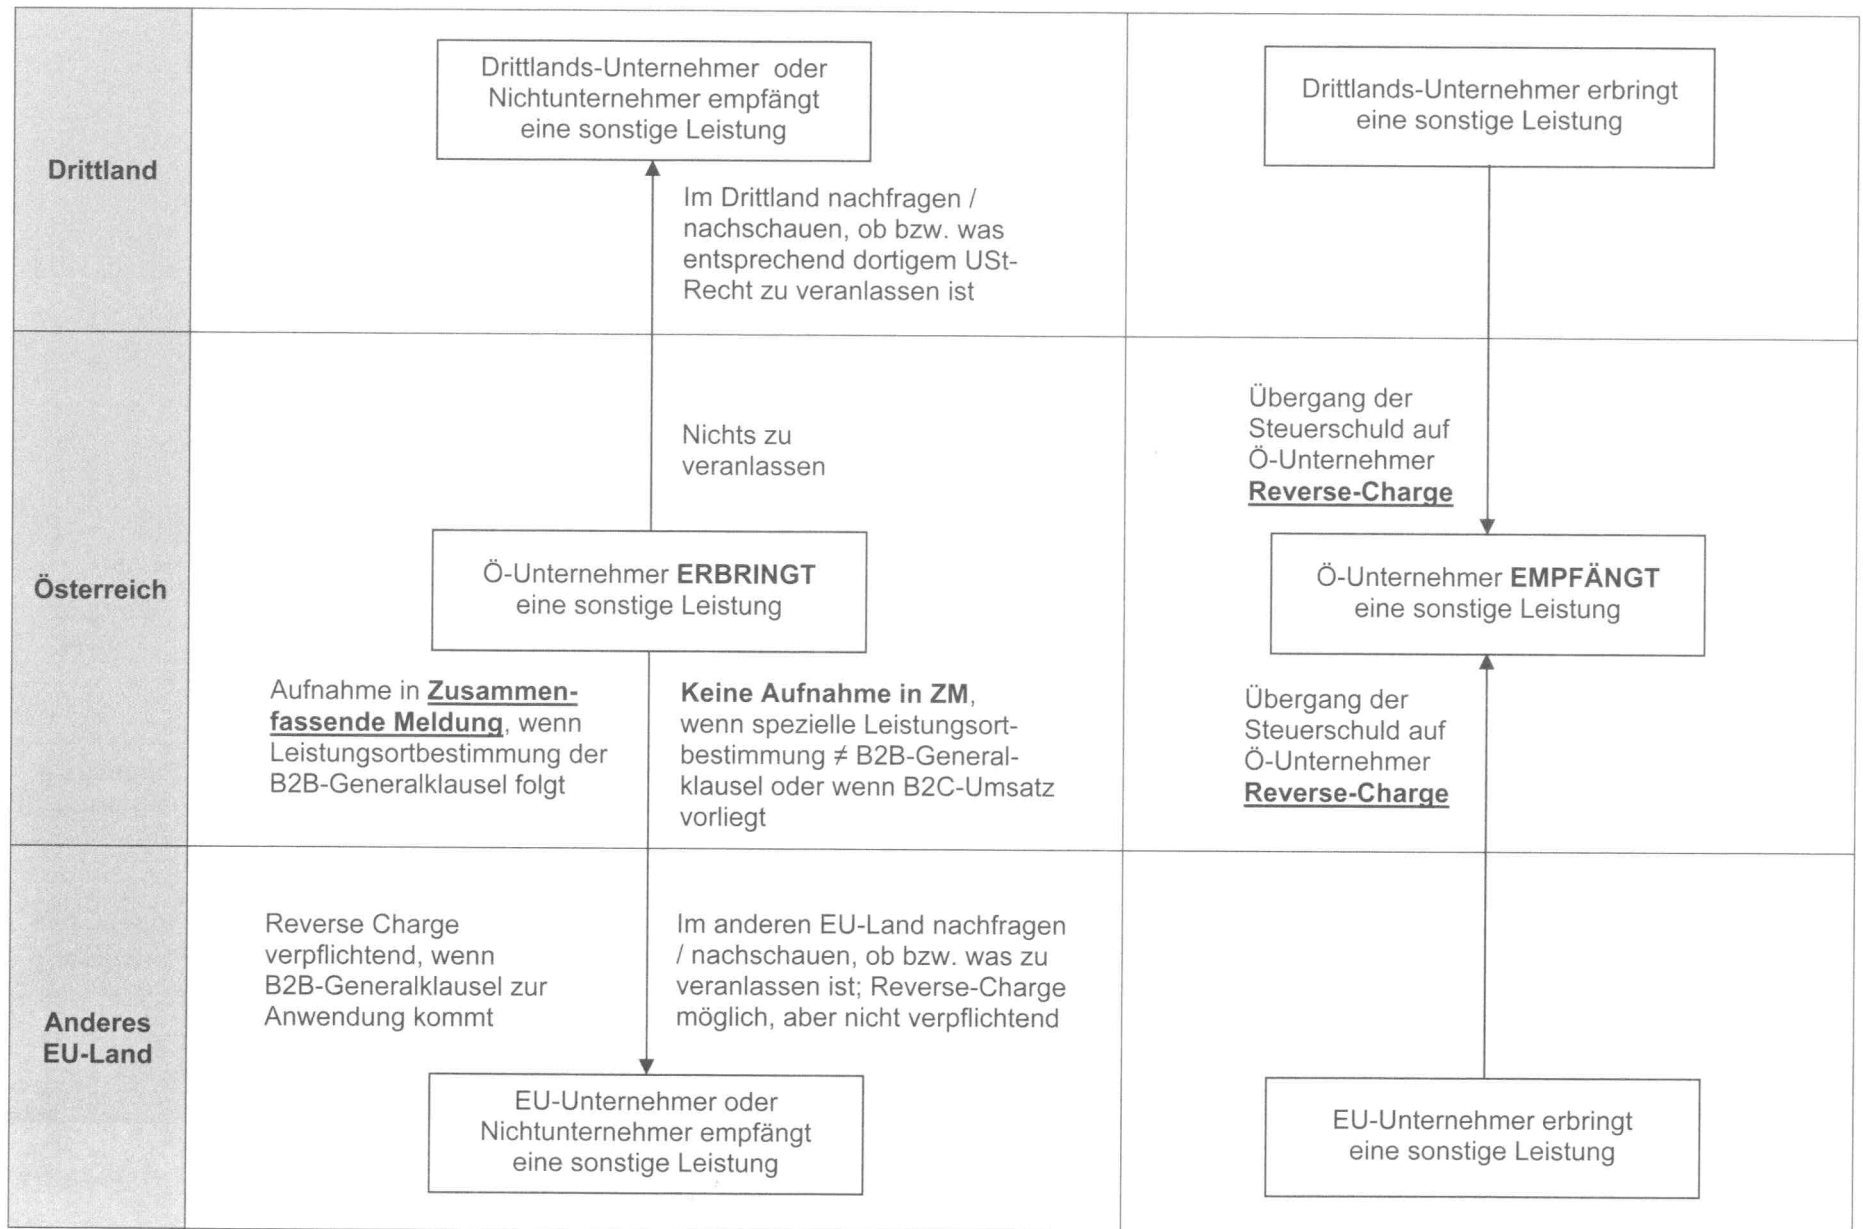 Drittland
Drittlands-Unternehmer oder
Nichtunternehmer empfängt
eine sonstige Leistung
Im Drittland nachfragen /
nachschauen, ob bzw. was
entsprechend dortigem USt-
Recht zu veranlassen ist
Drittlands-Unternehmer erbringt
eine sonstige Leistung
Österreich
Nichts zu
veranlassen
Ö-Unternehmer ERBRINGT
eine sonstige Leistung
Aufnahme in Zusammen-
fassende Meldung, wenn
Leistungsortbestimmung der
B2B-Generalklausel folgt
Keine Aufnahme in ZM,
wenn spezielle Leistungsort-
bestimmung ≠ B2B-General-
klausel oder wenn B2C-Umsatz
vorliegt
Übergang der
Steuerschuld auf
Ö-Unternehmer
Reverse-Charge
Ö-Unternehmer EMPFÄNGT
eine sonstige Leistung
Übergang der
Steuerschuld auf
Ö-Unternehmer
Reverse-Charge
Anderes
EU-Land
Reverse Charge
verpflichtend, wenn
B2B-Generalklausel zur
Anwendung kommt
Im anderen EU-Land nachfragen
/ nachschauen, ob bzw. was zu
veranlassen ist; Reverse-Charge
möglich, aber nicht verpflichtend
EU-Unternehmer oder
Nichtunternehmer empfängt
eine sonstige Leistung
EU-Unternehmer erbringt
eine sonstige Leistung